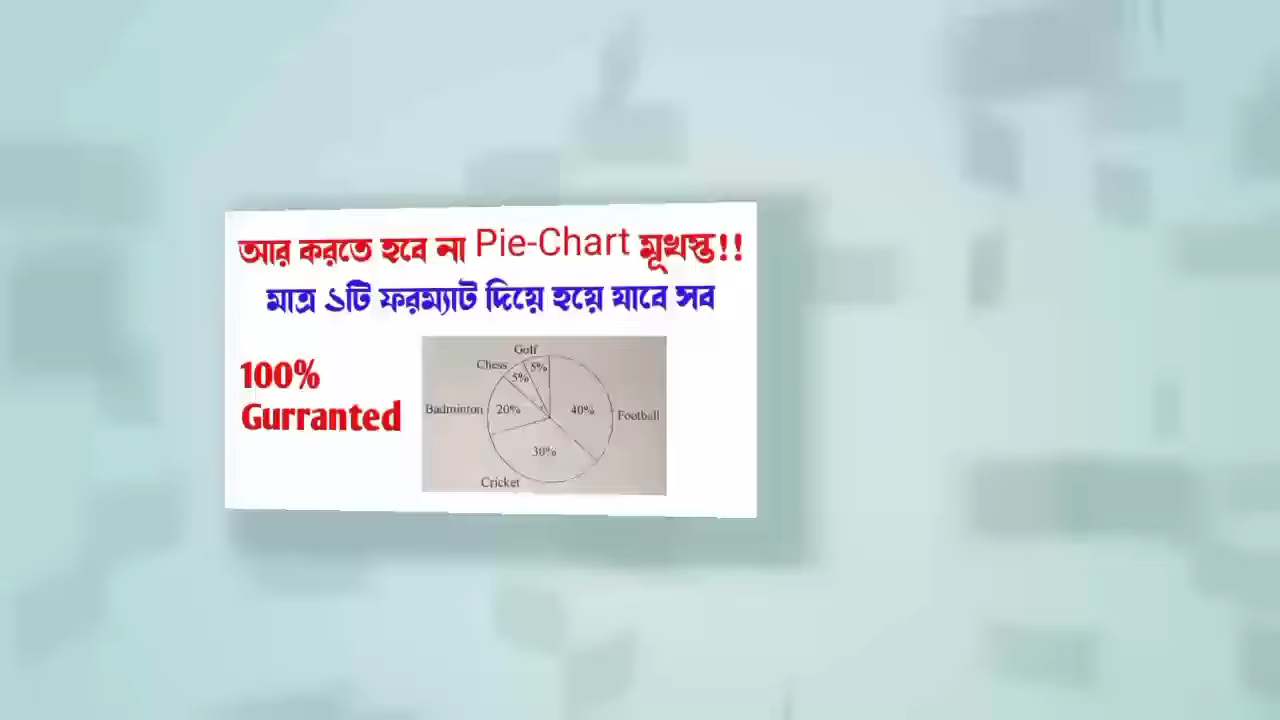 আর করতে হবে না Pie-Chart মূখস্ত!!
মাত্র ১টি ফরম্যাট দিয়ে হয়ে যাবে সব
100%
Gurranted
Golf
Chess
5%
5%
Badminton
20%
40%
Football
30%
Cricket